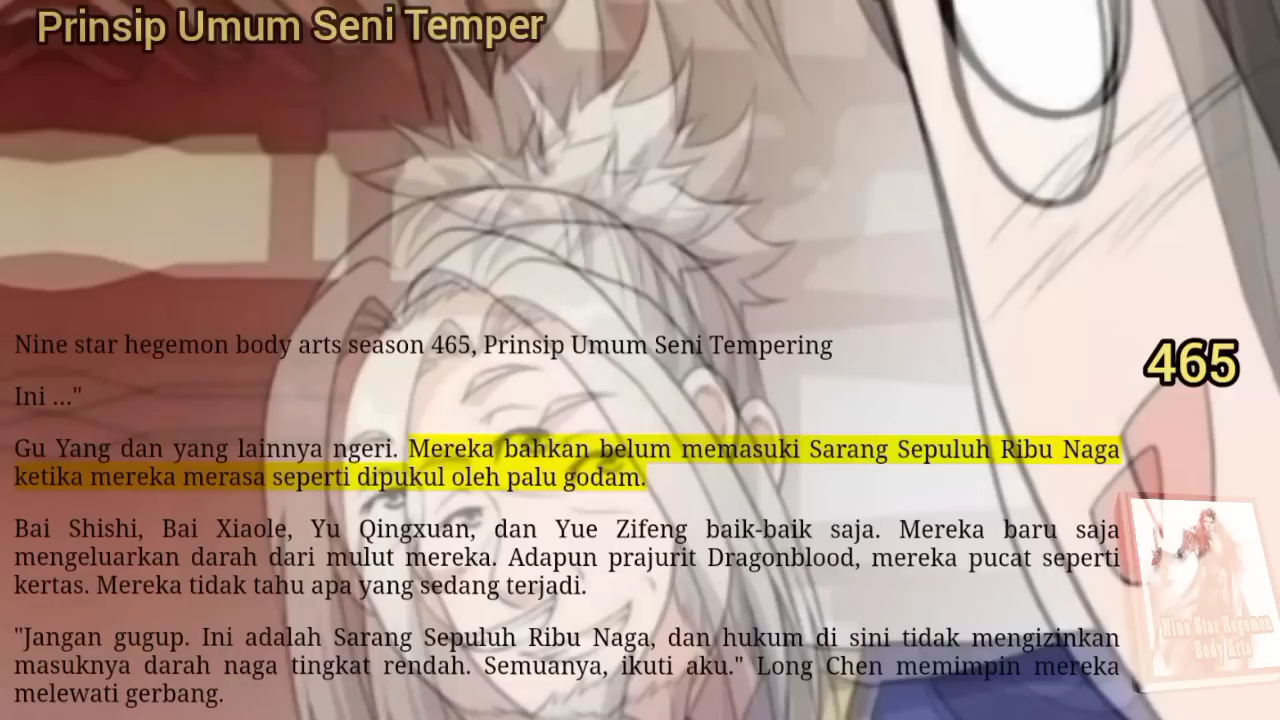 Prinsip Umum Seni Temper
Nine star hegemon body arts season 465, Prinsip Umum Seni Tempering
465
Ini ..."
Gu Yang dan yang lainnya ngeri. Mereka bahkan belum memasuki Sarang Sepuluh Ribu Naga
ketika mereka merasa seperti dipukul oleh palu godam.
Bai Shishi, Bai Xiaole, Yu Qingxuan, dan Yue Zifeng baik-baik saja. Mereka baru saja
mengeluarkan darah dari mulut mereka. Adapun prajurit Dragonblood, mereka pucat seperti
kertas. Mereka tidak tahu apa yang sedang terjadi.
"Jangan gugup. Ini adalah Sarang Sepuluh Ribu Naga, dan hukum di sini tidak mengizinkan
masuknya darah naga tingkat rendah. Semuanya, ikuti aku." Long Chen memimpin mereka
melewati gerbang.
Nine Star Hegemon
Body Arts